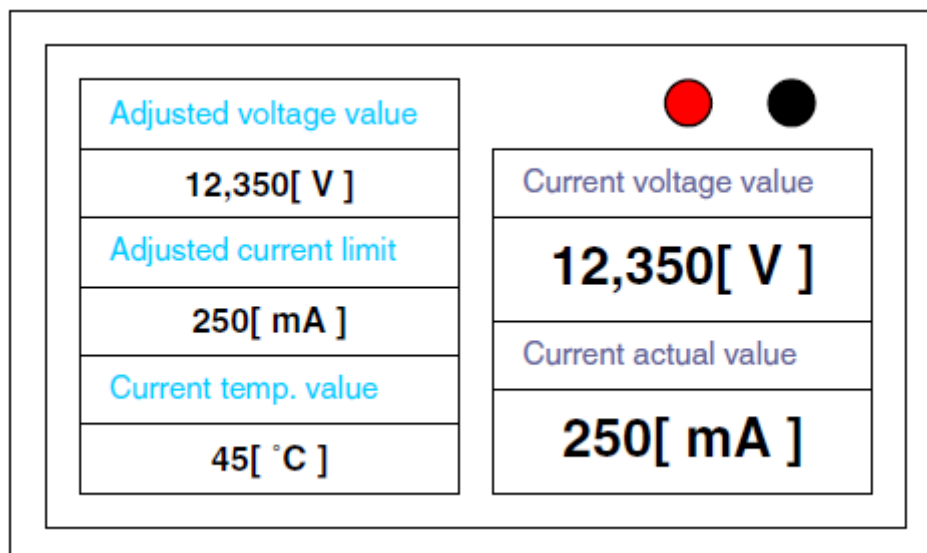 Adjusted voltage value
12,350[ V ]
Adjusted current limit
250[ mA ]
Current temp. value
45[ °C ]
Current voltage value
12,350[ V ]
Current actual value
250[ mA ]